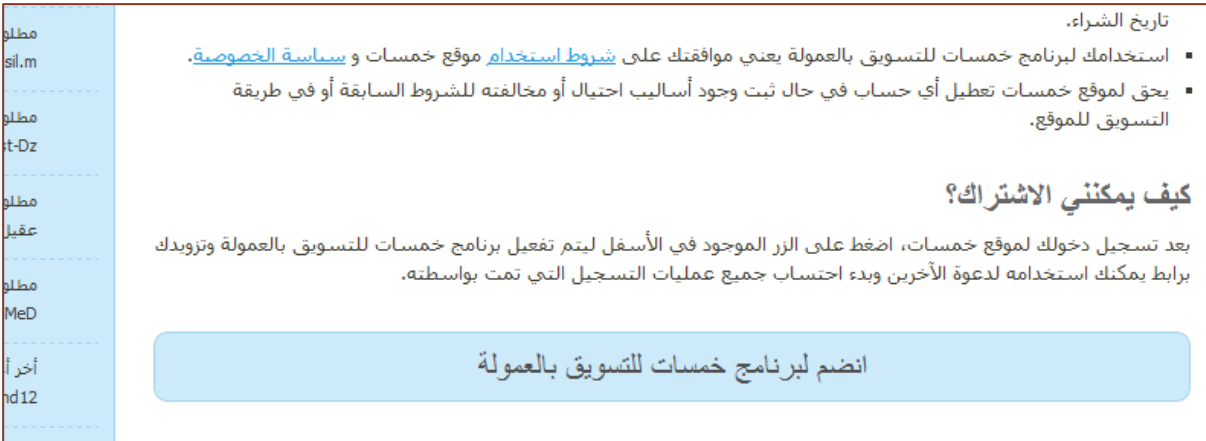 تاريخ الشراء.
استخدامك لبرنامج خمسات للتسويق بالعمولة يعني موافقتك على شروط استخدام موقع خمسات و سياسة الخصوصية.
يحق لموقع خمسات تعطيل أي حساب في حال ثبت وجود أساليب احتيال أو مخالفته للشروط السابقة أو في طريقة
التسويق للموقع.
كيف يمكنني الاشتراك؟
بعد تسجيل دخولك لموقع خمسات، اضغط على الزر الموجود في الأسفل ليتم تفعيل برنامج خمسات للتسويق بالعمولة وتزويدك
برابط يمكنك استخدامه لدعوة الآخرين وبدء احتساب جميع عمليات التسجيل التي تمت بواسطته.
انضم لبرنامج خمسات للتسويق بالعمولة
مطلو
sil.m
مطلو
st-Dz
مطلو
عقيل
مطلو
MeD
أخر أ
nd12